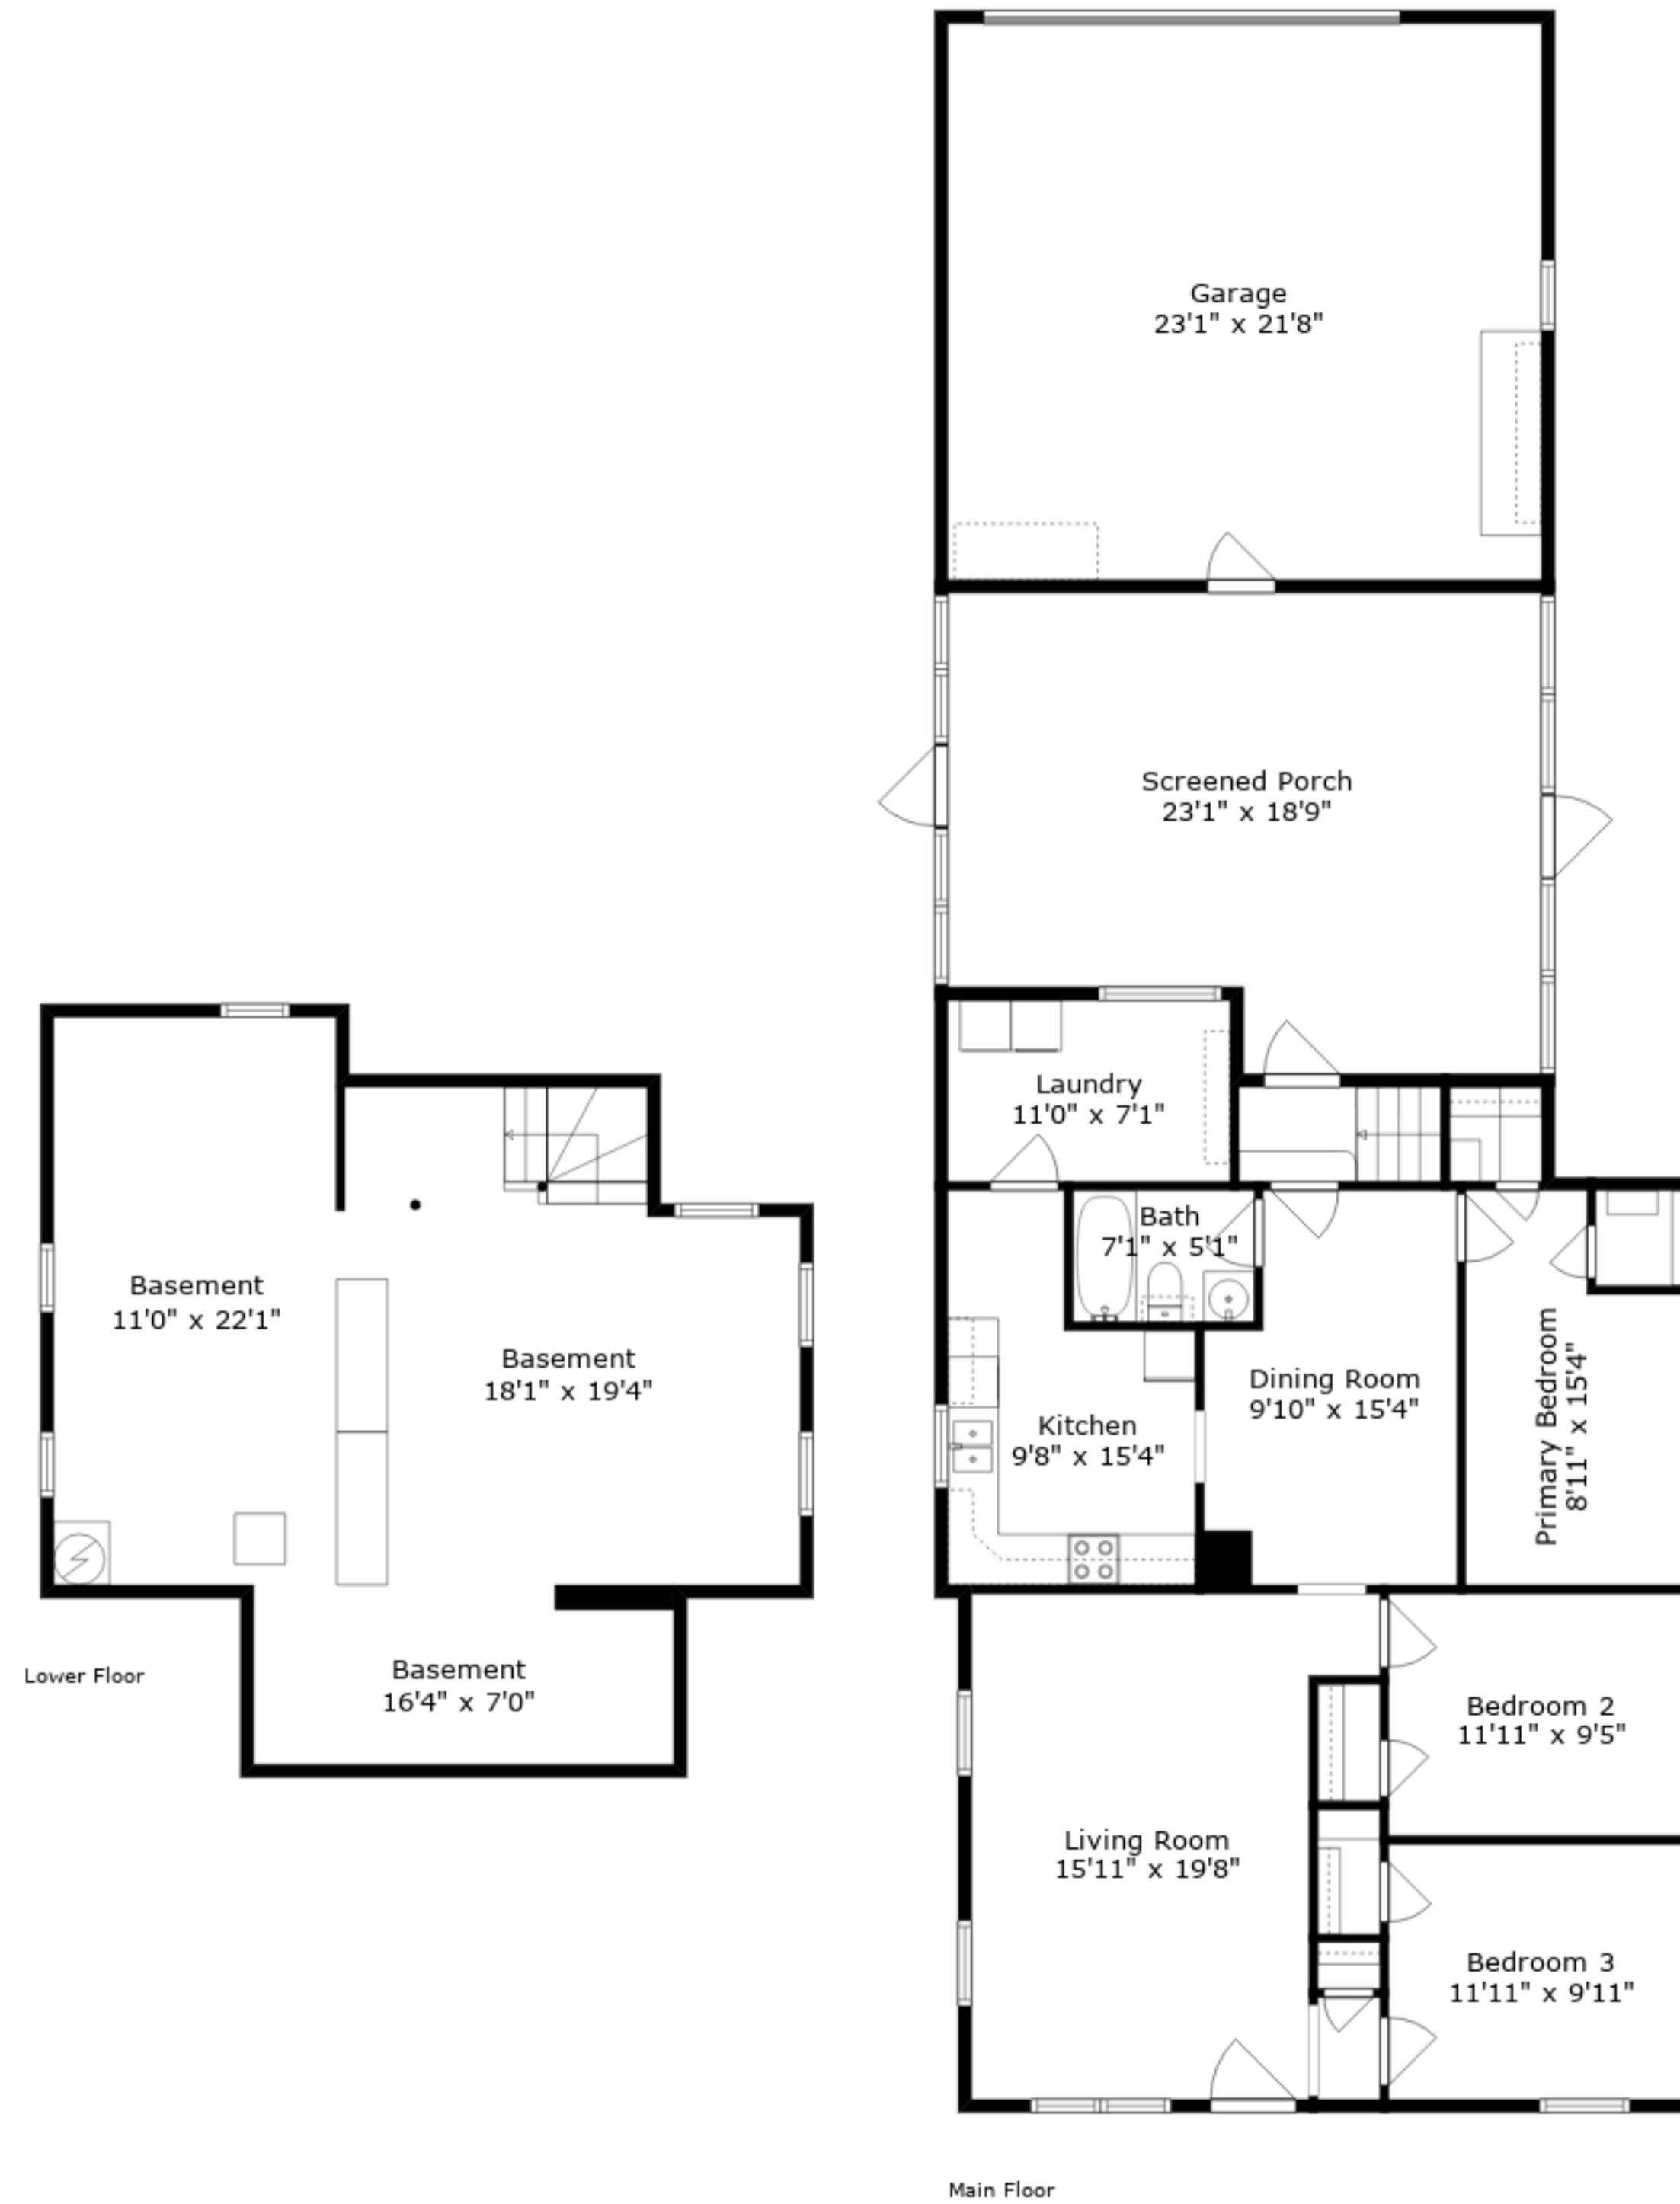 Garage
23'1" x 21'8"
Screened Porch
23'1" x 18'9"
Laundry
11'0" x 7'1"
Bath
7'1" x 5'1"
Basement
11'0" x 22'1"
Basement
18'1" x 19'4"
Dining Room
9'10" x 15'4"
Kitchen
9'8" x 15'4"
Primary Bedroom
8'11" x 15'4"
Basement
16'4" x 7'0"
Lower Floor
Bedroom 2
11'11" x 9'5"
Living Room
15'11" x 19'8"
Bedroom 3
11'11" x 9'11"
Main Floor